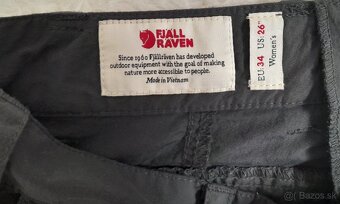 FJÄLL
RÄVEN
Since 1960 Fjällräven has developed
outdoor equipment with the goal of making
nature more accessible to people.
Made in Vietnam
EU: 34 US: 26"
Women's
© Bazos.sk